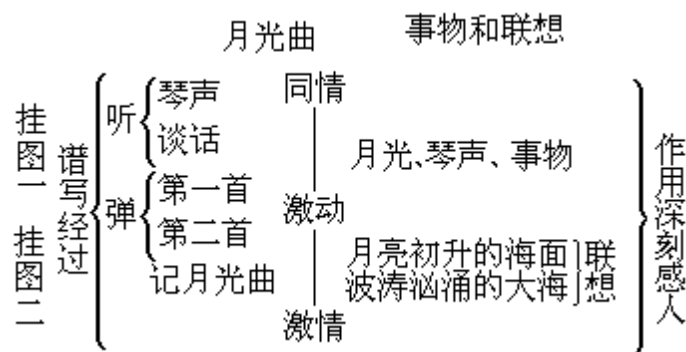 月光曲 事物和联想
挂图一 挂图二
谱写经过
听 琴声 同情
谈话
月光、琴声、事物
弹 第一首 激动
第二首
记月光曲
月亮初升的海面 联想
波涛汹涌的大海
激情
作用深刻感人